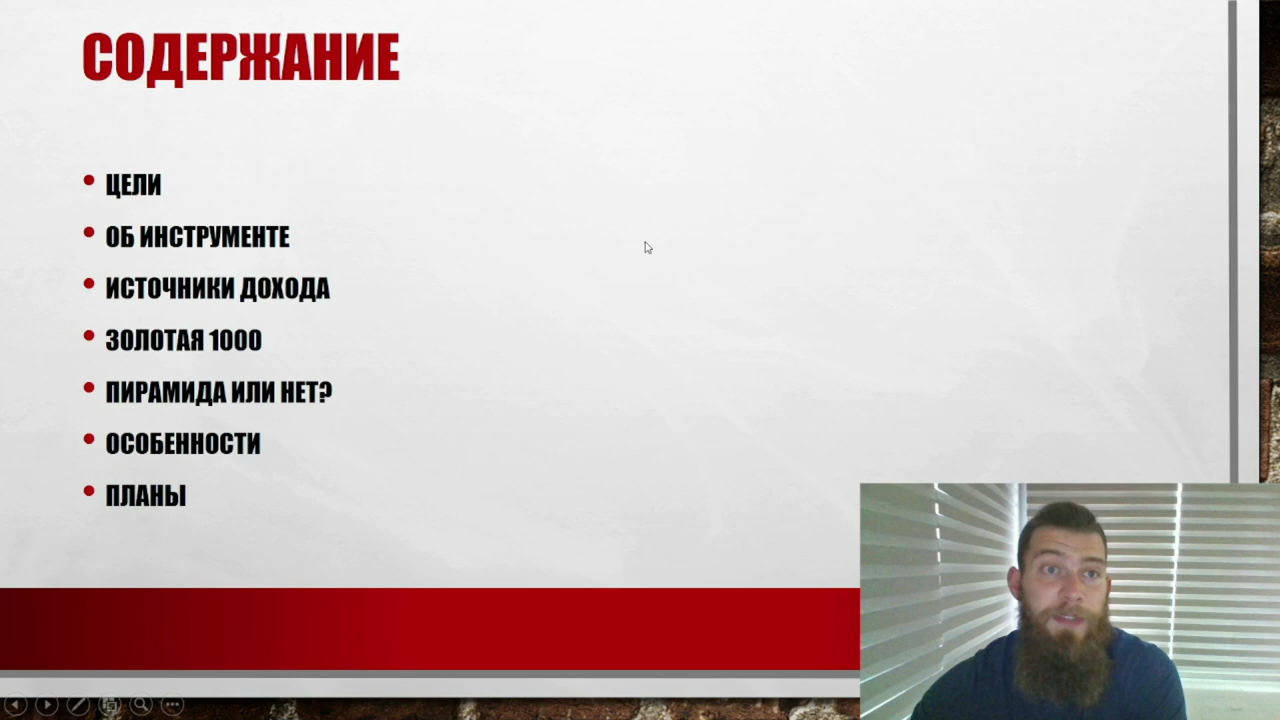 СОДЕРЖАНИЕ
ЦЕЛИ
ОБ ИНСТРУМЕНТЕ
ИСТОЧНИКИ ДОХОДА
ЗОЛОТАЯ 1000
ПИРАМИДА ИЛИ НЕТ?
ОСОБЕННОСТИ
ПЛАНЫ